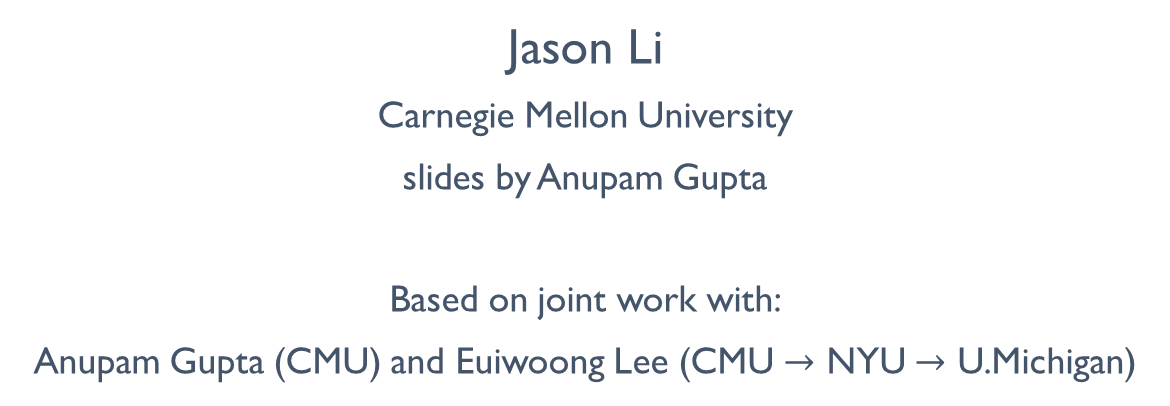 Jason Li
Carnegie Mellon University
slides by Anupam Gupta
Based on joint work with:
Anupam Gupta (CMU) and Euiwoong Lee (CMU → NYU → U.Michigan)